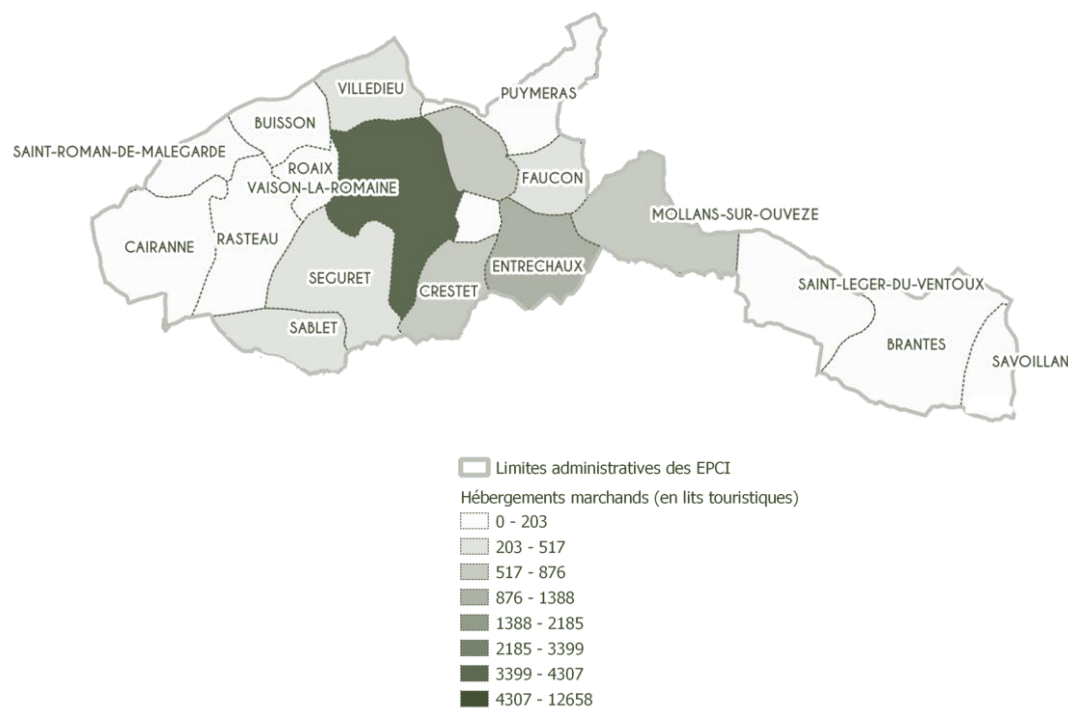 VILLEDIEU
PUYMERAS
BUISSON
SAINT-ROMAN-DE-MALEGARDE
ROAIX
FAUCON
VAISON-LA-ROMAINE
MOLLANS-SUR-OUVEZE
CAIRANNE
RASTEAU
ENTRECHAUX
SEGURET
CRESTET
SAINT-LEGER-DU-VENTOUX
SABLET
BRANTES
SAVOILLAN
Limites administratives des EPCI
Hébergements marchands (en lits touristiques)
0 - 203
203 - 517
517 - 876
876 - 1388
1388 - 2185
2185 - 3399
3399 - 4307
4307 - 12658